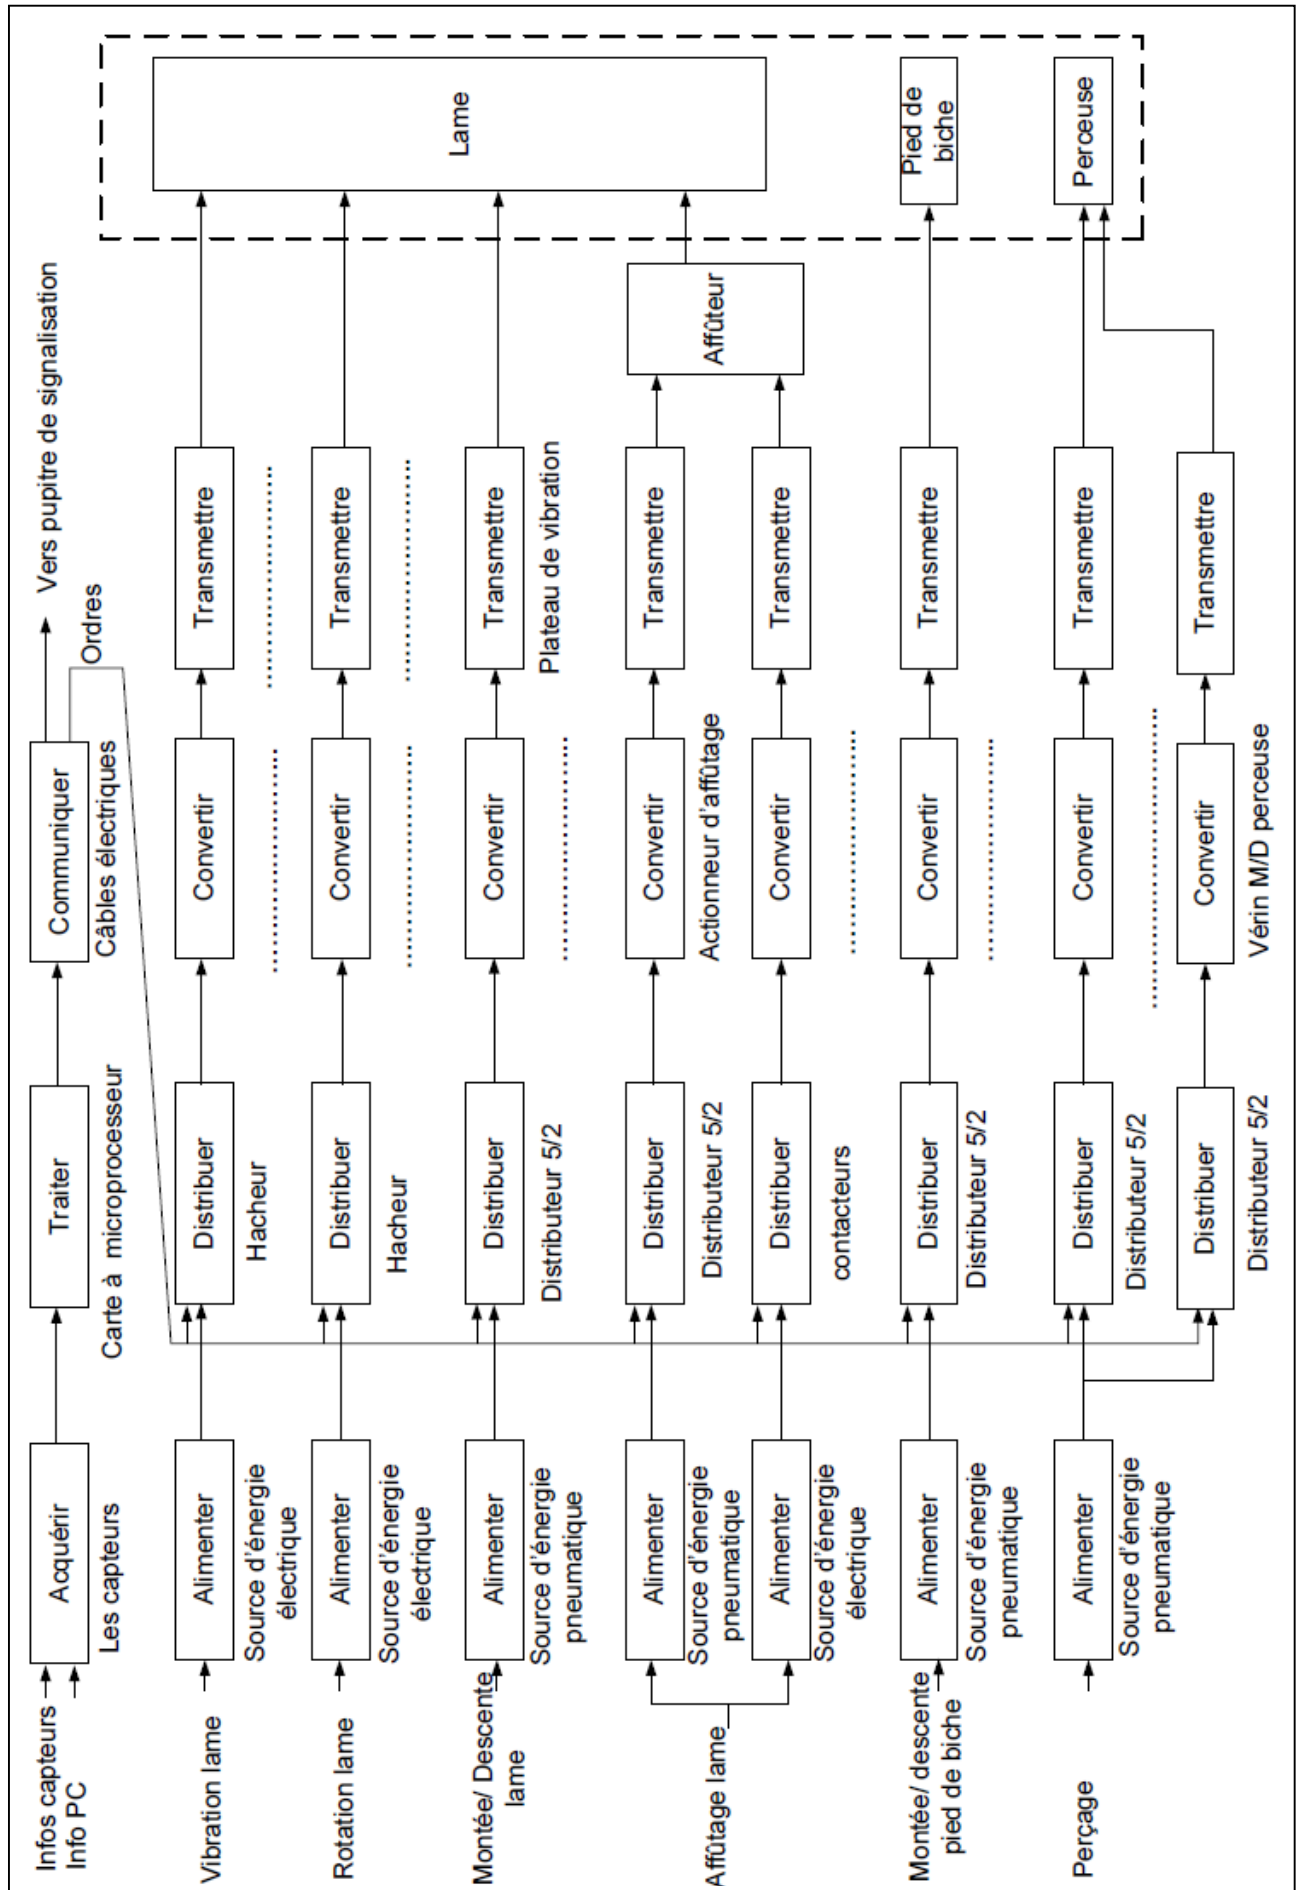 Infos capteurs
Info PC
Acquérir
Les capteurs
Traiter
Carte à microprocesseur
Communiquer
Câbles électriques
Vers pupitre de signalisation
Ordres
Vibration lame
Alimenter
Source d'énergie
électrique
Distribuer
Hacheur
Convertir
..........................
Transmettre
..........................
Lame
Rotation lame
Alimenter
Source d'énergie
électrique
Distribuer
Hacheur
Convertir
..........................
Transmettre
..........................
Montée/ Descente
lame
Alimenter
Source d'énergie
pneumatique
Distribuer
Distributeur 5/2
Convertir
..........................
Transmettre
Plateau de vibration
Affûtage lame
Alimenter
Source d'énergie
pneumatique
Distribuer
Distributeur 5/2
Convertir
Actionneur d'affûtage
Transmettre
Affûteur
Alimenter
Source d'énergie
électrique
Distribuer
contacteurs
Convertir
..........................
Transmettre
Montée/ descente
pied de biche
Alimenter
Source d'énergie
pneumatique
Distribuer
Distributeur 5/2
Convertir
..........................
Transmettre
Pied de
biche
Perçage
Alimenter
Source d'énergie
pneumatique
Distribuer
Distributeur 5/2
Convertir
...................................
Transmettre
Perceuse
Distribuer
Distributeur 5/2
Convertir
Vérin M/D perceuse
Transmettre